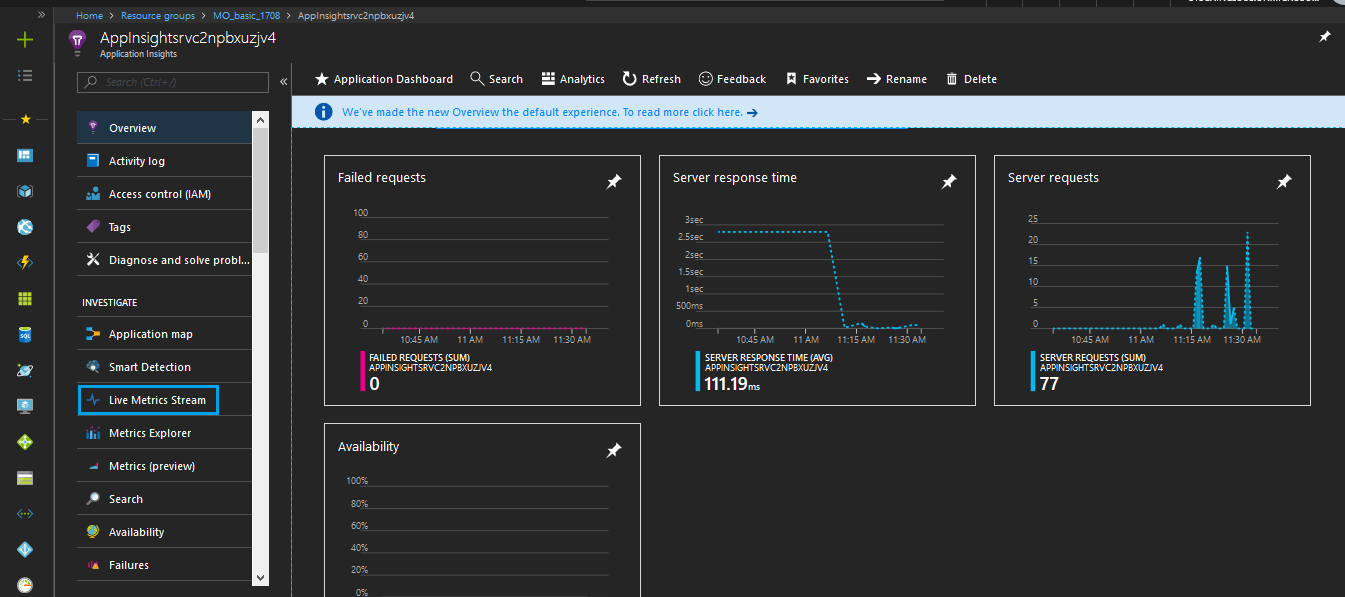 Home > Resource groups > MO_basic_1708 > AppInsightsrvc2npbxuzjv4
AppInsightsrvc2npbxuzjv4
Application Insights
Search (Ctrl+/)
Overview
Activity log
Access control (IAM)
Tags
Diagnose and solve probl...
INVESTIGATE
Application map
Smart Detection
Live Metrics Stream
Metrics Explorer
Metrics (preview)
Search
Availability
Failures
SQL
Application Dashboard Search Analytics Refresh Feedback Favorites Rename Delete
We've made the new Overview the default experience. To read more click here. →
Failed requests
100
80
60
40
20
0
10:45 AM 11 AM 11:15 AM 11:30 AM
FAILED REQUESTS (SUM)
APPINSIGHTSRVC2NPBXUZJV4
0
Server response time
3sec
2.5sec
2sec
1.5sec
1sec
500ms
0ms
10:45 AM 11 AM 11:15 AM 11:30 AM
SERVER RESPONSE TIME (AVG)
APPINSIGHTSRVC2NPBXUZJV4
111.19ms
Server requests
25
20
15
10
5
0
10:45 AM 11 AM 11:15 AM 11:30 AM
SERVER REQUESTS (SUM)
APPINSIGHTSRVC2NPBXUZJV4
77
Availability
100%
80%
60%
40%
20%
0%